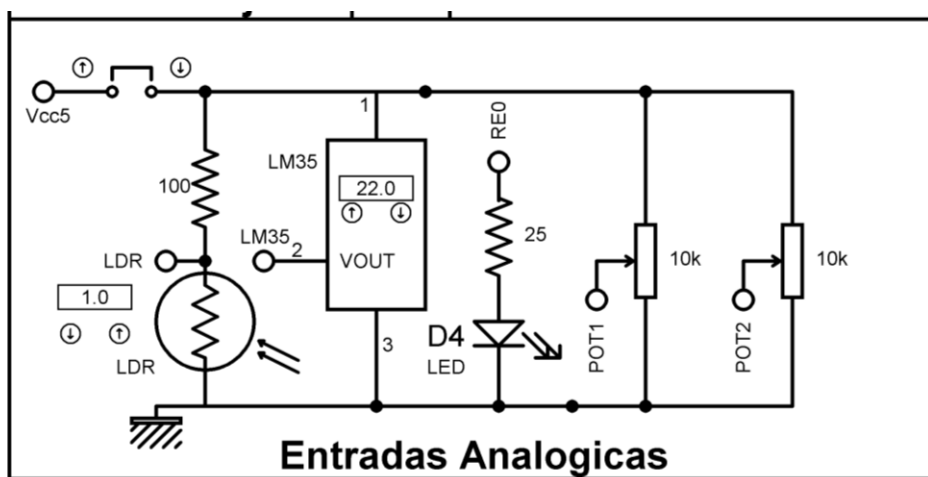 Vcc5
1
RE0
LM35
22.0
100
LM35
2
VOUT
25
10k
10k
LDR
1.0
LDR
3
D4
LED
POT1
POT2
Entradas Analogicas